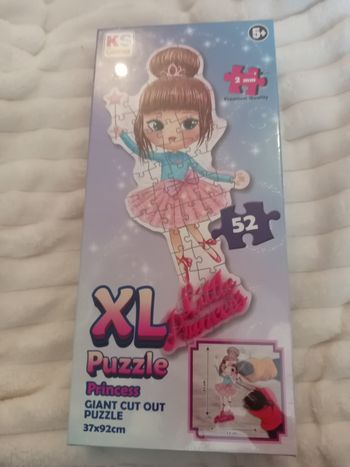 KS
5+
2 mm
Premium Quality
52
Little
Princess
XL
Puzzle
Princess
GIANT CUT OUT
PUZZLE
37x92cm